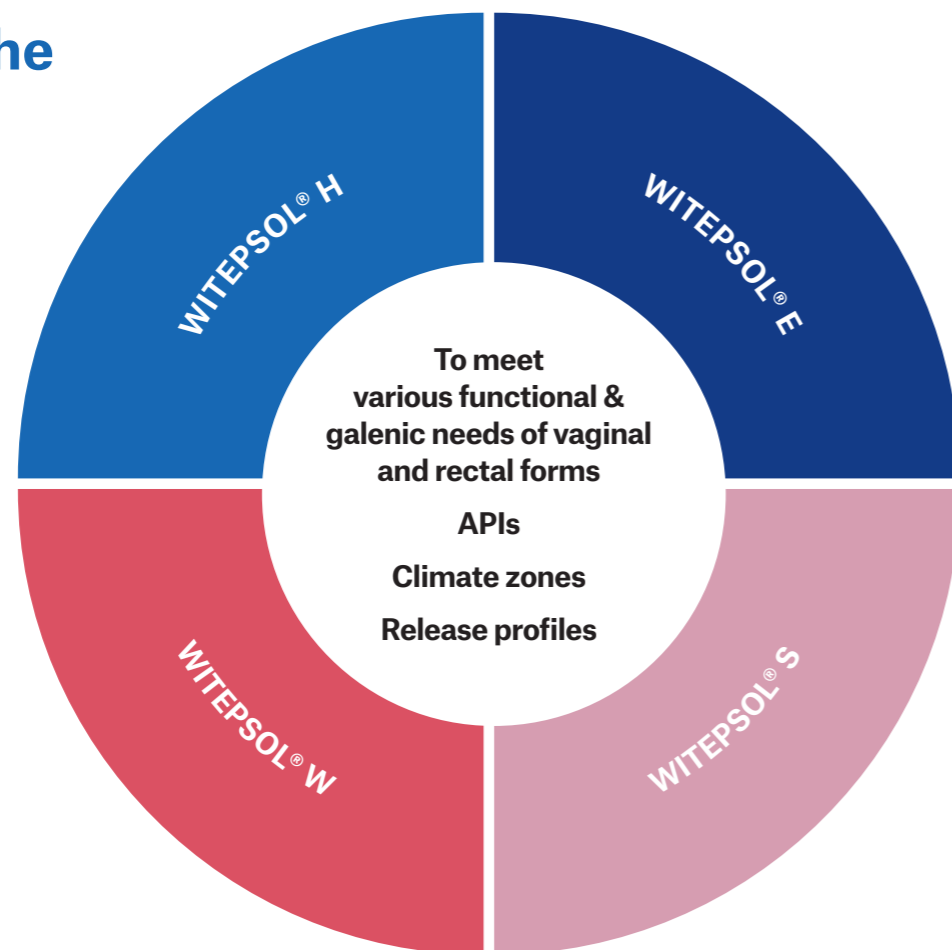 he
WITEPSOL® H
WITEPSOL® E
To meet
various functional &
galenic needs of vaginal
and rectal forms
APIs
Climate zones
Release profiles
WITEPSOL® W
WITEPSOL® S